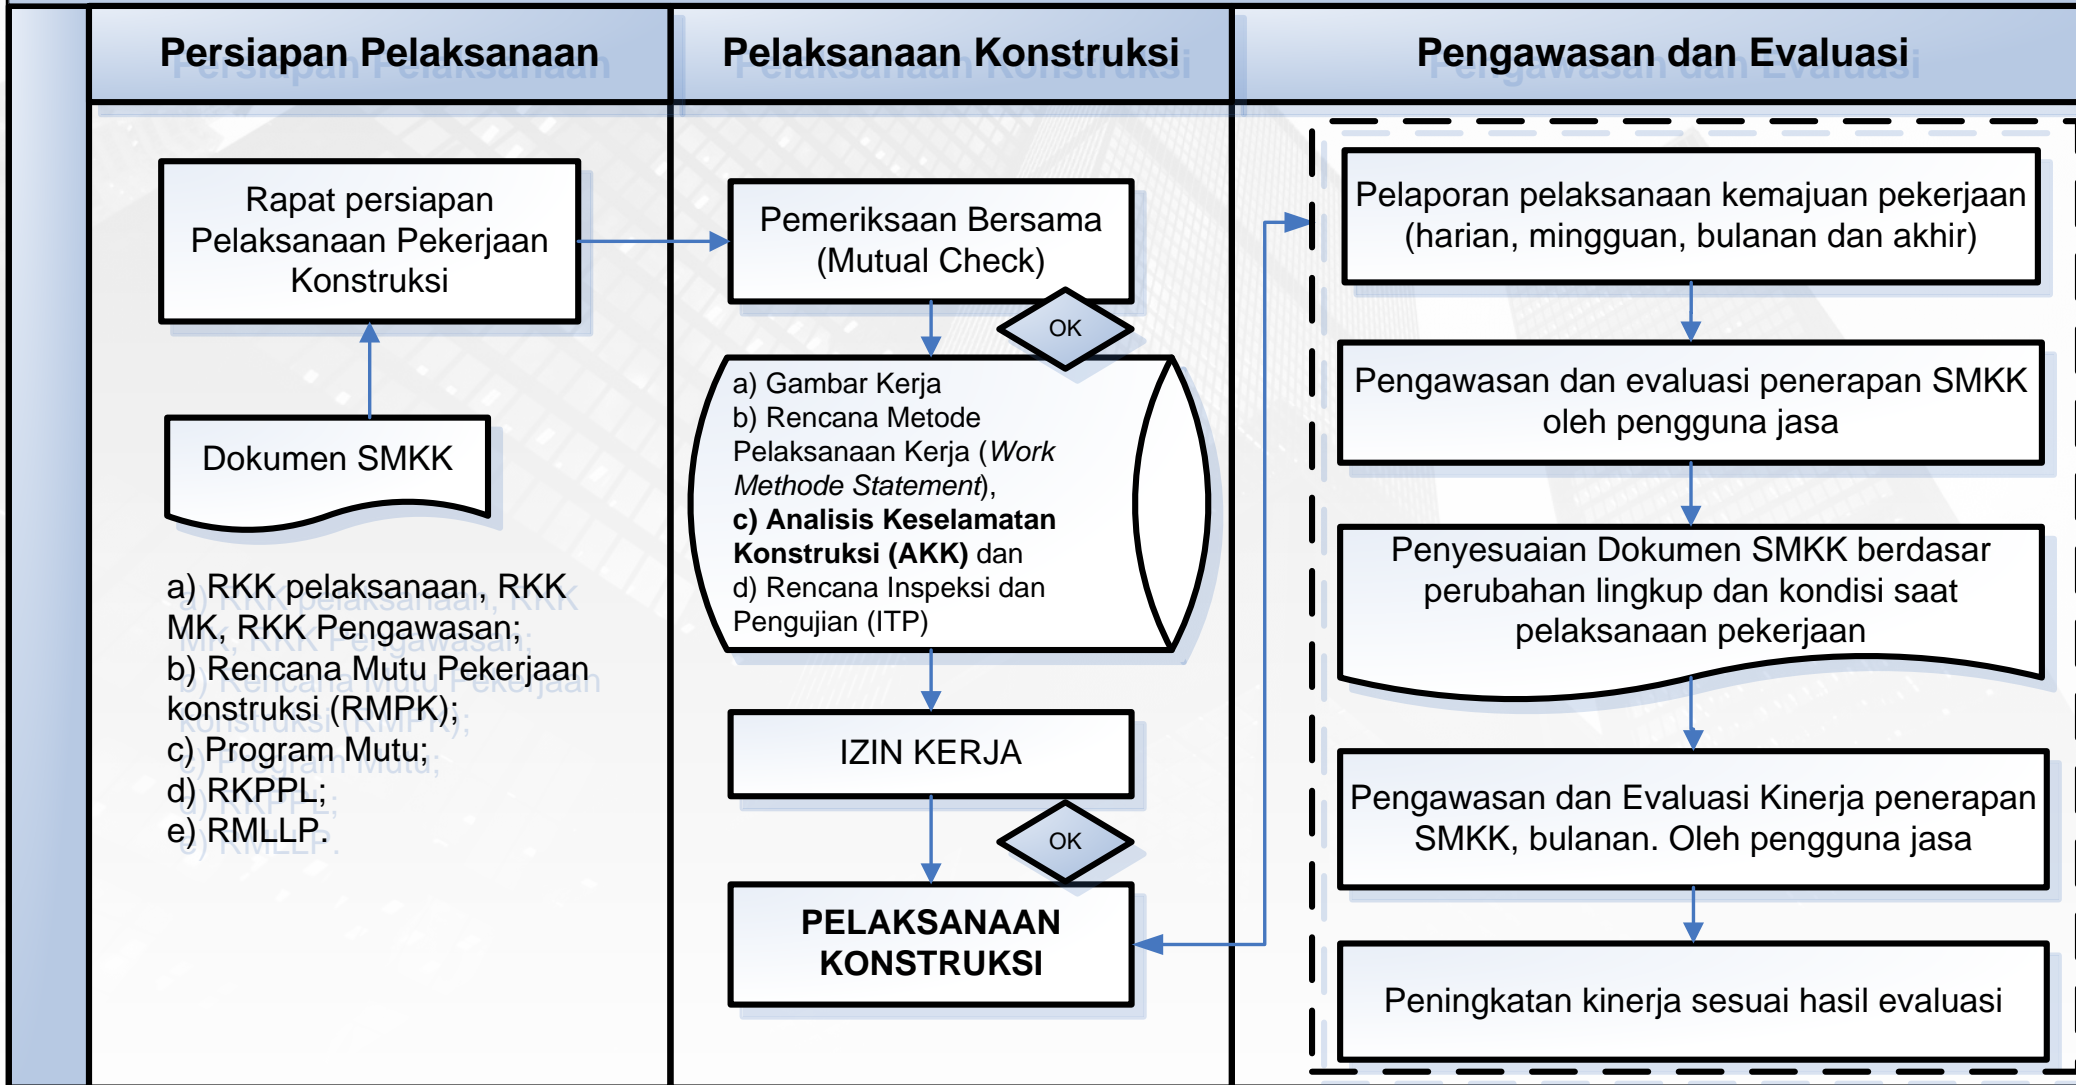 Persiapan Pelaksanaan
Rapat persiapan
Pelaksanaan Pekerjaan
Konstruksi
Dokumen SMKK
a) RKK pelaksanaan, RKK
MK, RKK Pengawasan;
b) Rencana Mutu Pekerjaan
konstruksi (RMPK);
c) Program Mutu;
d) RKPPL;
e) RMLLP.
Pelaksanaan Konstruksi
Pemeriksaan Bersama
(Mutual Check)
OK
a) Gambar Kerja
b) Rencana Metode
Pelaksanaan Kerja (Work
Methode Statement),
c) Analisis Keselamatan
Konstruksi (AKK) dan
d) Rencana Inspeksi dan
Pengujian (ITP)
IZIN KERJA
OK
PELAKSANAAN
KONSTRUKSI
Pengawasan dan Evaluasi
Pelaporan pelaksanaan kemajuan pekerjaan
(harian, mingguan, bulanan dan akhir)
Pengawasan dan evaluasi penerapan SMKK
oleh pengguna jasa
Penyesuaian Dokumen SMKK berdasar
perubahan lingkup dan kondisi saat
pelaksanaan pekerjaan
Pengawasan dan Evaluasi Kinerja penerapan
SMKK, bulanan. Oleh pengguna jasa
Peningkatan kinerja sesuai hasil evaluasi